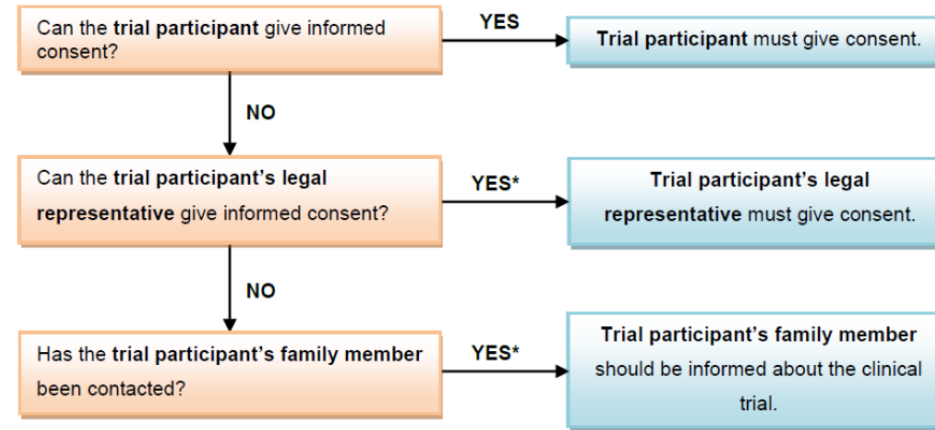 Can the trial participant give informed
consent?
YES
Trial participant must give consent.
NO
Can the trial participant's legal
representative give informed consent?
YES*
Trial participant's legal
representative must give consent.
NO
Has the trial participant's family member
been contacted?
YES*
Trial participant's family member
should be informed about the clinical
trial.